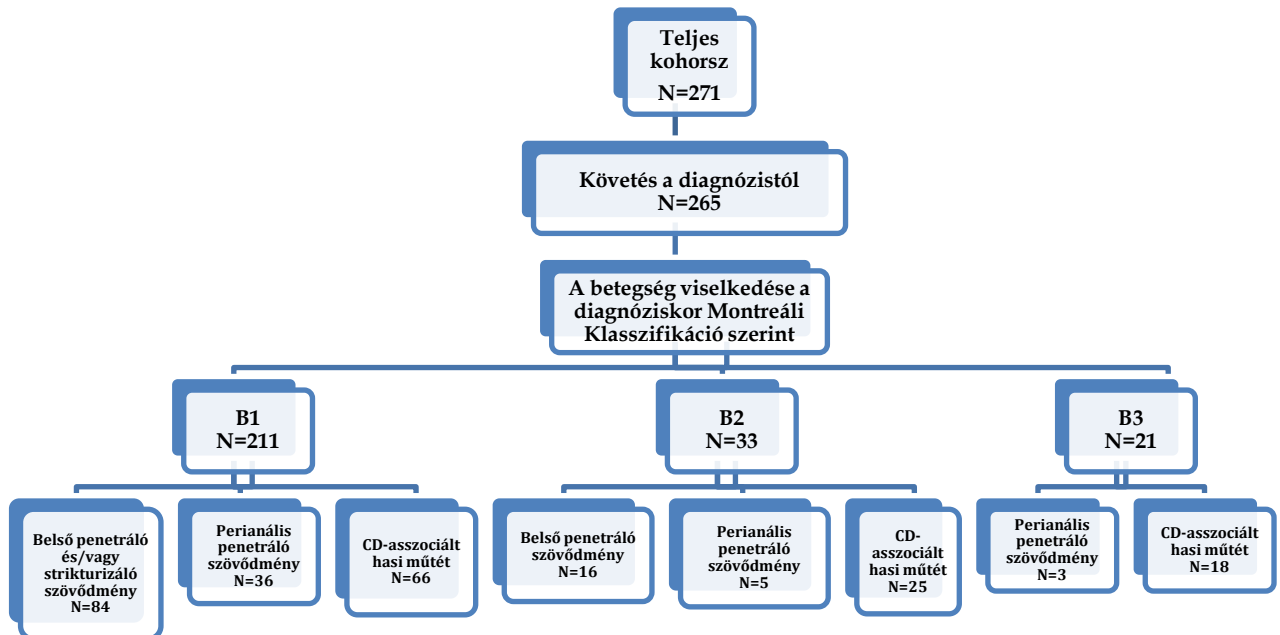 Teljes
kohorsz
N=271
Követés a diagnózistól
N=265
A betegség viselkedése a
diagnóziskor Montreáli
Klasszifikáció szerint
B1
N=211
B2
N=33
B3
N=21
Belső penetráló
és/vagy
strikturizáló
szövődmény
N=84
Perianális
penetráló
szövődmény
N=36
CD-asszociált
hasi műtét
N=66
Belső penetráló
szövődmény
N=16
Perianális
penetráló
szövődmény
N=5
CD-
asszociált
hasi műtét
N=25
Perianális
penetráló
szövődmény
N=3
CD-asszociált
hasi műtét
N=18